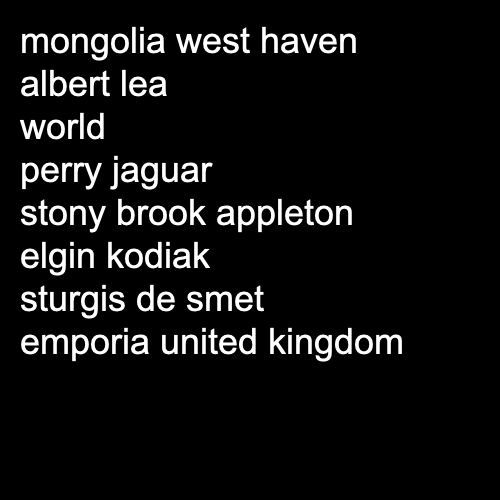 mongolia west haven
albert lea
world
perry jaguar
stony brook appleton
elgin kodiak
sturgis de smet
emporia united kingdom